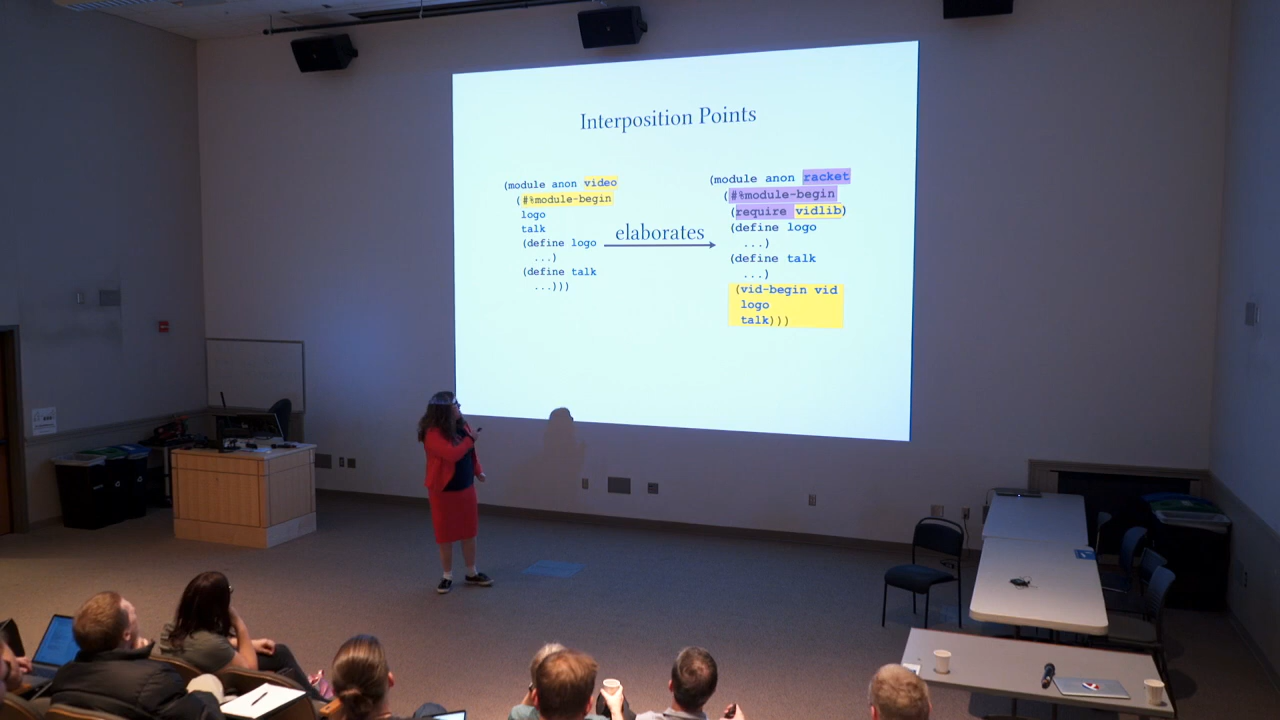 Interposition Points
(module anon video
(#%module-begin
logo
talk
(define logo
...)
(define talk
...)))
elaborates
(module anon racket
(#%module-begin
(require vidlib)
(define logo
...)
(define talk
...)
(vid-begin vid
logo
talk)))